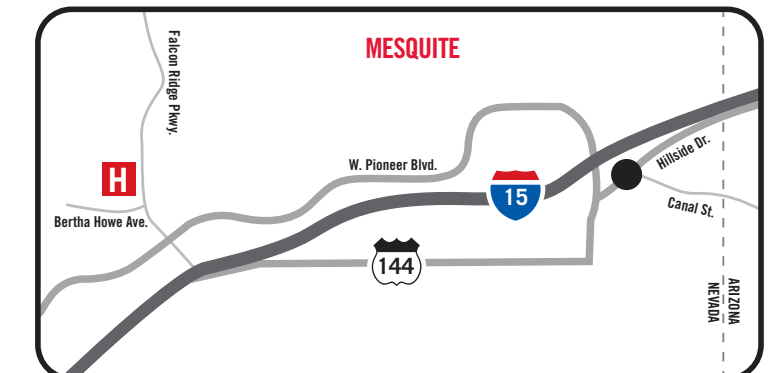 MESQUITE
Falcon Ridge Pkwy.
W. Pioneer Blvd.
Hillside Dr.
H
15
Canal St.
Bertha Howe Ave.
144
ARIZONA
NEVADA